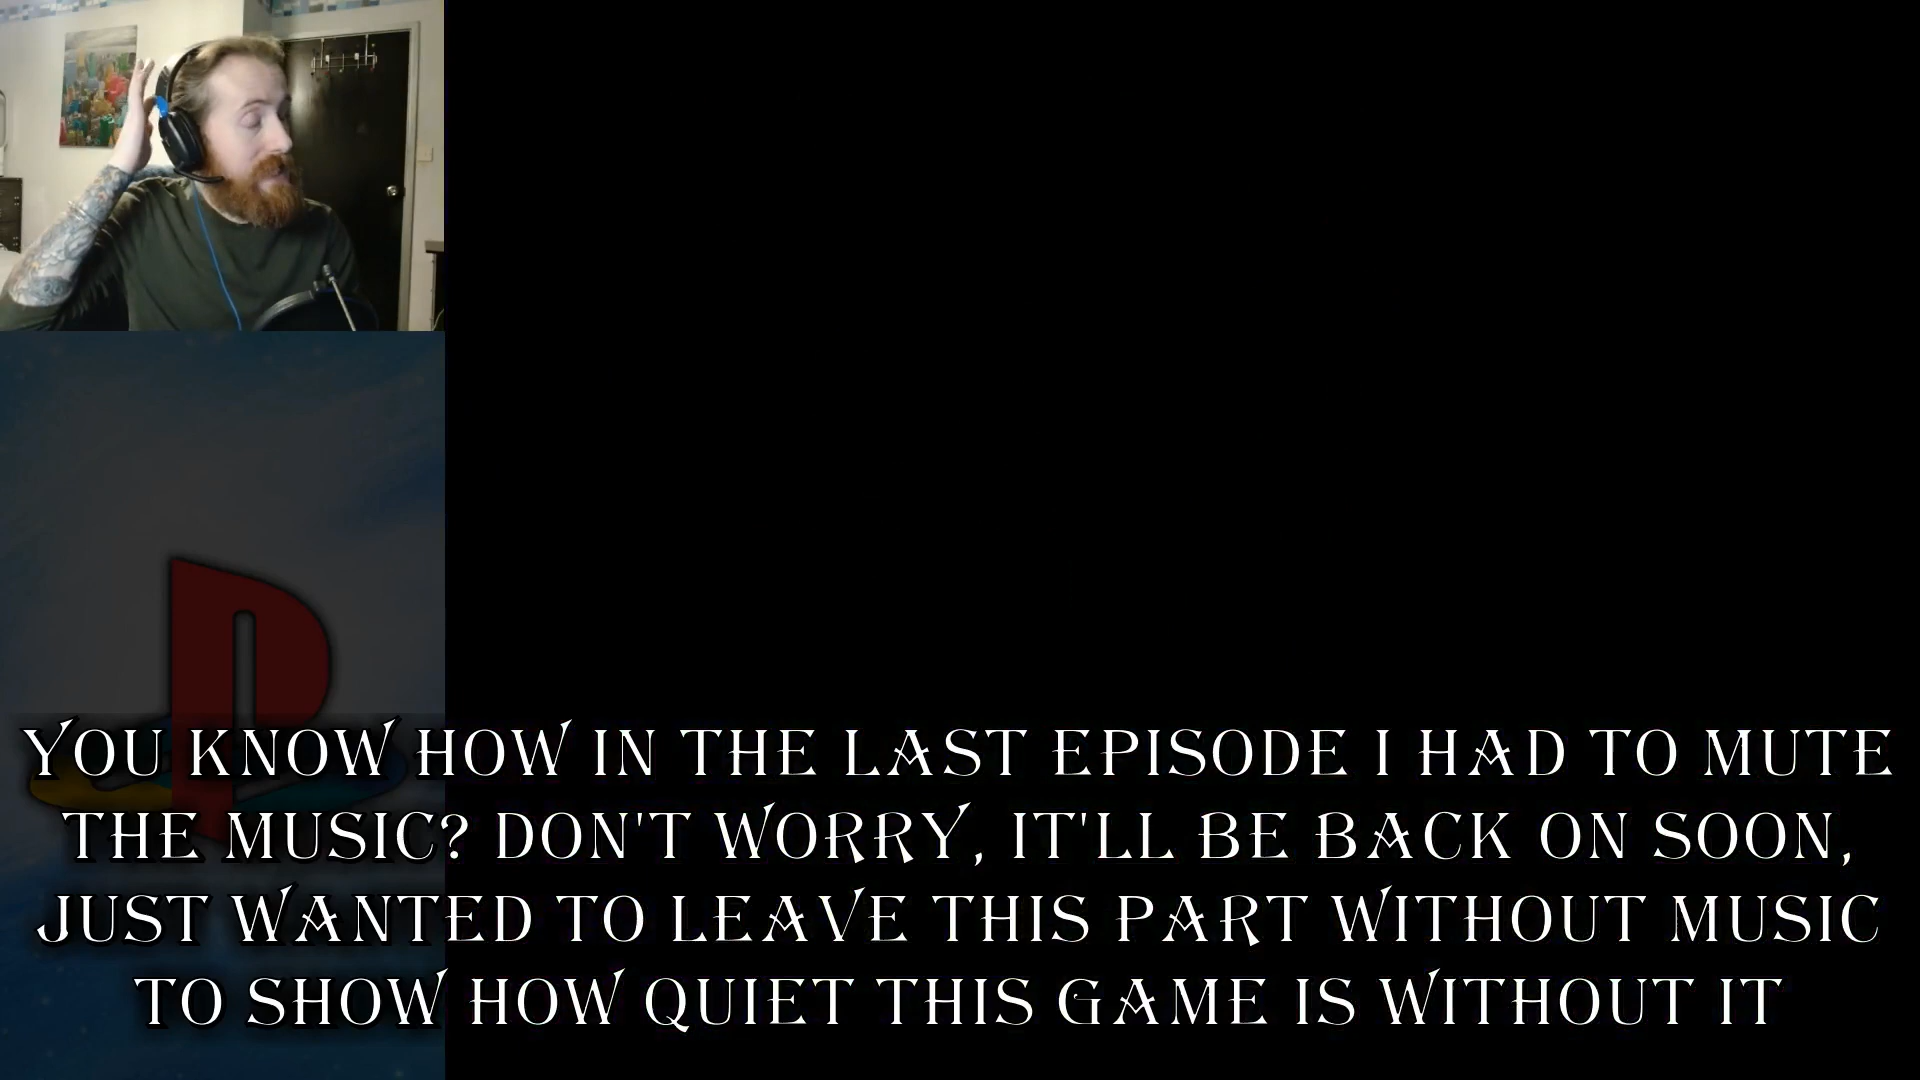 YOU KNOW HOW IN THE LAST EPISODE I HAD TO MUTE
THE MUSIC? DON'T WORRY, IT'LL BE BACK ON SOON,
JUST WANTED TO LEAVE THIS PART WITHOUT MUSIC
TO SHOW HOW QUIET THIS GAME IS WITHOUT IT